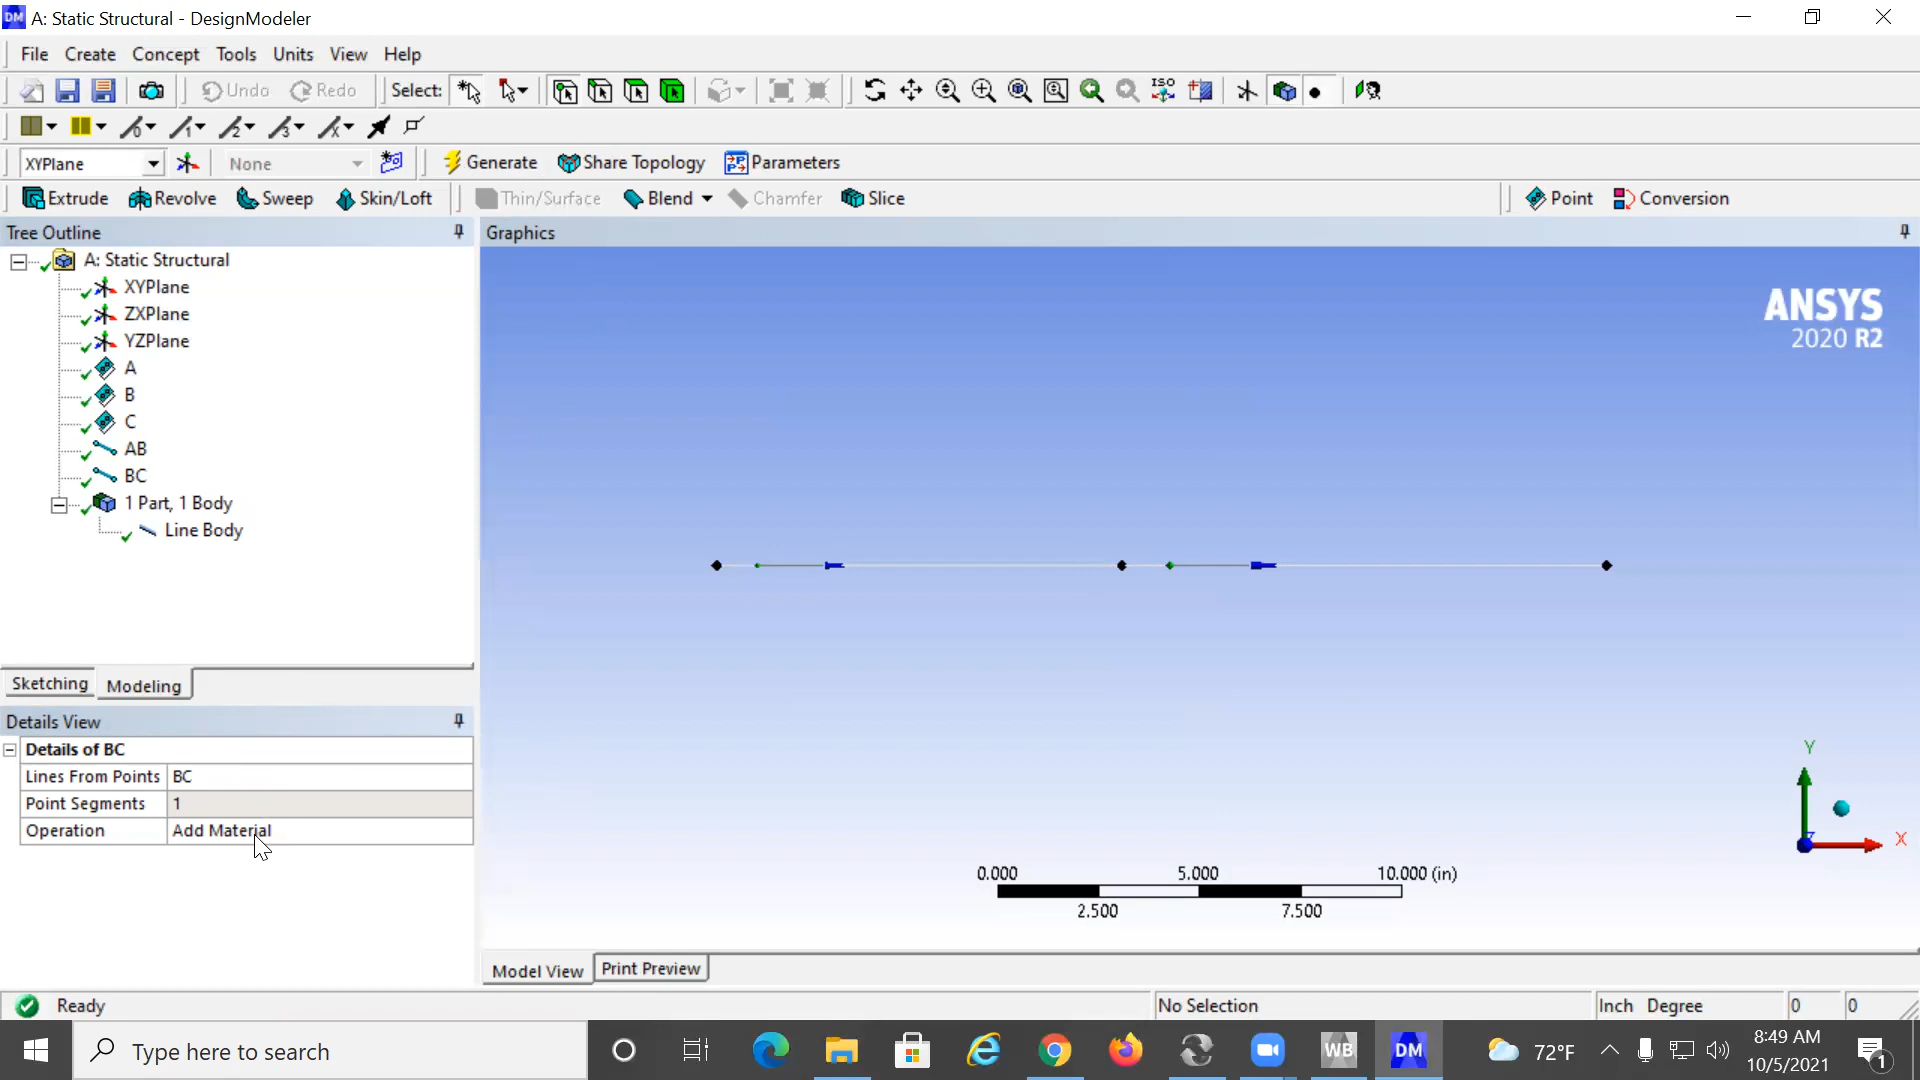 DM A: Static Structural - DesignModeler
File Create Concept Tools Units View Help
Undo Redo Select: ISO
XYPlane None Generate Share Topology Parameters
Extrude Revolve Sweep Skin/Loft Thin/Surface Blend Chamfer Slice Point Conversion
Tree Outline
Graphics
A: Static Structural
XYPlane
ZXPlane
YZPlane
A
B
C
AB
BC
1 Part, 1 Body
Line Body
ANSYS
2020 R2
Sketching Modeling
Details View
Details of BC
Lines From Points BC
Point Segments 1
Operation Add Material
Y
Z
X
0.000 5.000 10.000 (in)
2.500 7.500
Model View Print Preview
Ready No Selection Inch Degree 0 0
Type here to search
WB DM
72°F
8:49 AM
10/5/2021
1